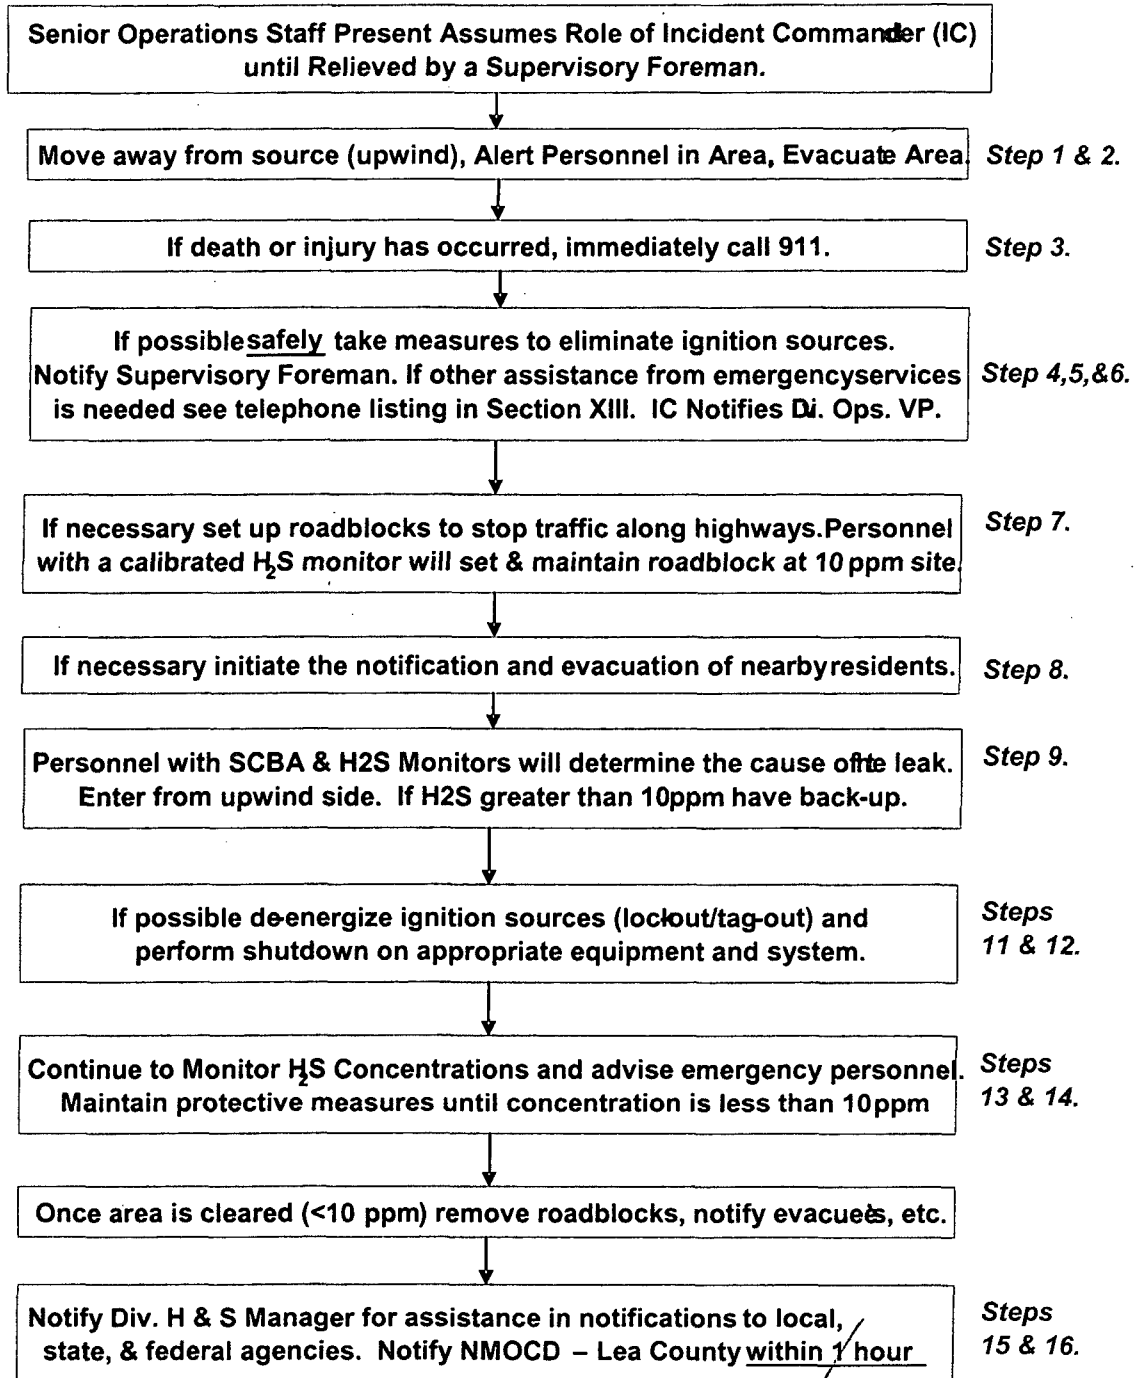 Senior Operations Staff Present Assumes Role of Incident Commander (IC)
until Relieved by a Supervisory Foreman.
Move away from source (upwind), Alert Personnel in Area, Evacuate Area.
Step 1 & 2.
If death or injury has occurred, immediately call 911.
Step 3.
If possible safely take measures to eliminate ignition sources.
Notify Supervisory Foreman. If other assistance from emergencyservices
is needed see telephone listing in Section XIII. IC Notifies Di. Ops. VP.
Step 4,5,&6.
If necessary set up roadblocks to stop traffic along highways.Personnel
with a calibrated H2S monitor will set & maintain roadblock at 10 ppm site.
Step 7.
If necessary initiate the notification and evacuation of nearby residents.
Step 8.
Personnel with SCBA & H2S Monitors will determine the cause of the leak.
Enter from upwind side. If H2S greater than 10ppm have back-up.
Step 9.
If possible de-energize ignition sources (lockout/tag-out) and
perform shutdown on appropriate equipment and system.
Steps
11 & 12.
Continue to Monitor H2S Concentrations and advise emergency personnel.
Maintain protective measures until concentration is less than 10ppm
Steps
13 & 14.
Once area is cleared (<10 ppm) remove roadblocks, notify evacuees, etc.
Notify Div. H & S Manager for assistance in notifications to local,
state, & federal agencies. Notify NMOCD – Lea County within 1 hour
Steps
15 & 16.